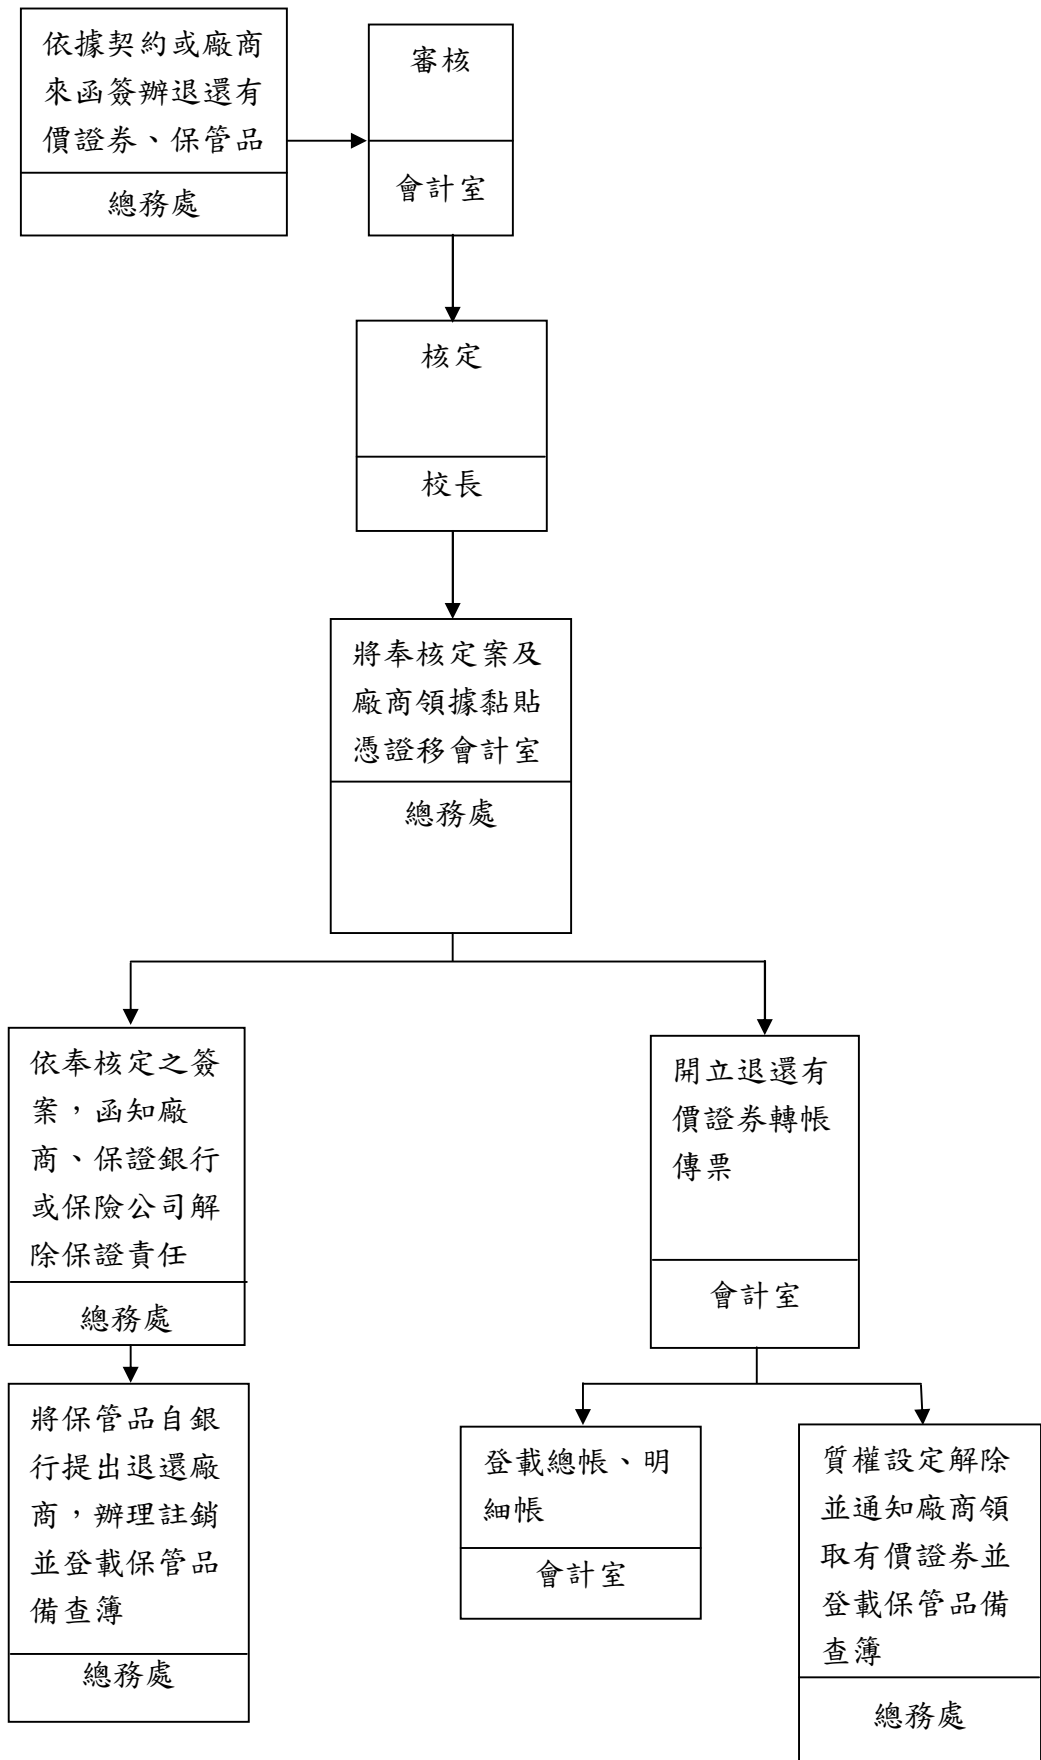 依據契約或廠商
來函簽辦退還有
價證券、保管品
總務處
審核
會計室
核定
校長
將奉核定案及
廠商領據黏貼
憑證移會計室
總務處
依奉核定之簽
案，函知廠
商、保證銀行
或保險公司解
除保證責任
總務處
將保管品自銀
行提出退還廠
商，辦理註銷
並登載保管品
備查簿
總務處
開立退還有
價證券轉帳
傳票
會計室
登載總帳、明
細帳
會計室
質權設定解除
並通知廠商領
取有價證券並
登載保管品備
查簿
總務處